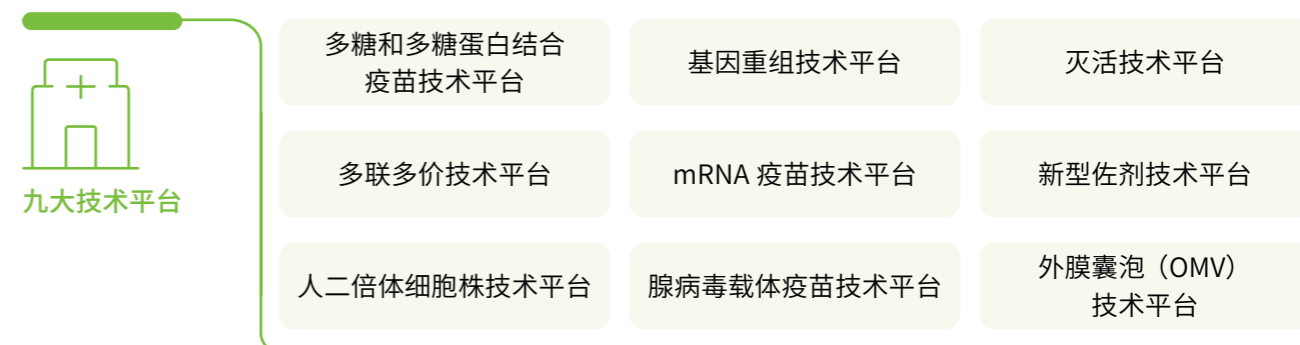 九大技术平台
多糖和多糖蛋白结合
疫苗技术平台
基因重组技术平台
灭活技术平台
多联多价技术平台
mRNA 疫苗技术平台
新型佐剂技术平台
人二倍体细胞株技术平台
腺病毒载体疫苗技术平台
外膜囊泡（OMV）
技术平台